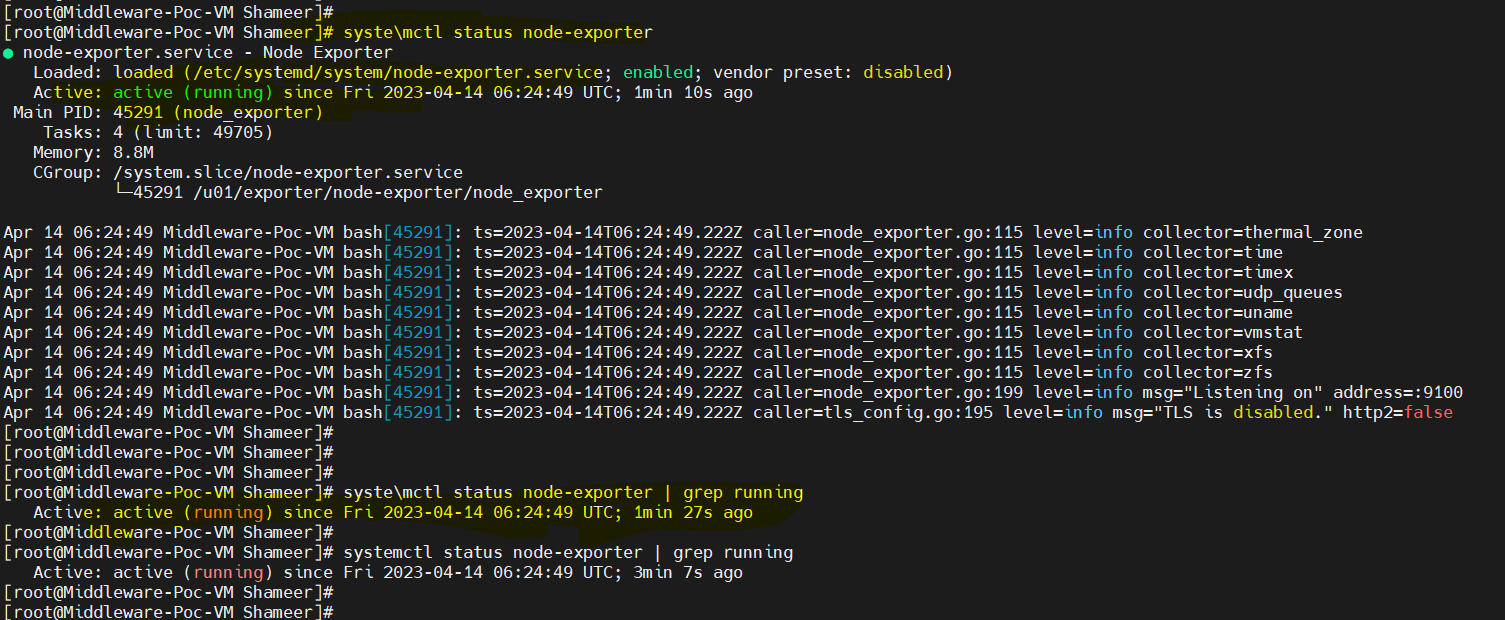 [root@Middleware-Poc-VM Shameer]#
[root@Middleware-Poc-VM Shameer]# syste\mctl status node-exporter
● node-exporter.service - Node Exporter
   Loaded: loaded (/etc/systemd/system/node-exporter.service; enabled; vendor preset: disabled)
   Active: active (running) since Fri 2023-04-14 06:24:49 UTC; 1min 10s ago
 Main PID: 45291 (node_exporter)
    Tasks: 4 (limit: 49705)
   Memory: 8.8M
   CGroup: /system.slice/node-exporter.service
           └─45291 /u01/exporter/node-exporter/node_exporter
Apr 14 06:24:49 Middleware-Poc-VM bash[45291]: ts=2023-04-14T06:24:49.222Z caller=node_exporter.go:115 level=info collector=thermal_zone
Apr 14 06:24:49 Middleware-Poc-VM bash[45291]: ts=2023-04-14T06:24:49.222Z caller=node_exporter.go:115 level=info collector=time
Apr 14 06:24:49 Middleware-Poc-VM bash[45291]: ts=2023-04-14T06:24:49.222Z caller=node_exporter.go:115 level=info collector=timex
Apr 14 06:24:49 Middleware-Poc-VM bash[45291]: ts=2023-04-14T06:24:49.222Z caller=node_exporter.go:115 level=info collector=udp_queues
Apr 14 06:24:49 Middleware-Poc-VM bash[45291]: ts=2023-04-14T06:24:49.222Z caller=node_exporter.go:115 level=info collector=uname
Apr 14 06:24:49 Middleware-Poc-VM bash[45291]: ts=2023-04-14T06:24:49.222Z caller=node_exporter.go:115 level=info collector=vmstat
Apr 14 06:24:49 Middleware-Poc-VM bash[45291]: ts=2023-04-14T06:24:49.222Z caller=node_exporter.go:115 level=info collector=xfs
Apr 14 06:24:49 Middleware-Poc-VM bash[45291]: ts=2023-04-14T06:24:49.222Z caller=node_exporter.go:115 level=info collector=zfs
Apr 14 06:24:49 Middleware-Poc-VM bash[45291]: ts=2023-04-14T06:24:49.222Z caller=node_exporter.go:199 level=info msg="Listening on" address=:9100
Apr 14 06:24:49 Middleware-Poc-VM bash[45291]: ts=2023-04-14T06:24:49.222Z caller=tls_config.go:195 level=info msg="TLS is disabled." http2=false
[root@Middleware-Poc-VM Shameer]#
[root@Middleware-Poc-VM Shameer]#
[root@Middleware-Poc-VM Shameer]#
[root@Middleware-Poc-VM Shameer]# syste\mctl status node-exporter | grep running
   Active: active (running) since Fri 2023-04-14 06:24:49 UTC; 1min 27s ago
[root@Middleware-Poc-VM Shameer]#
[root@Middleware-Poc-VM Shameer]# systemctl status node-exporter | grep running
   Active: active (running) since Fri 2023-04-14 06:24:49 UTC; 3min 7s ago
[root@Middleware-Poc-VM Shameer]#
[root@Middleware-Poc-VM Shameer]#